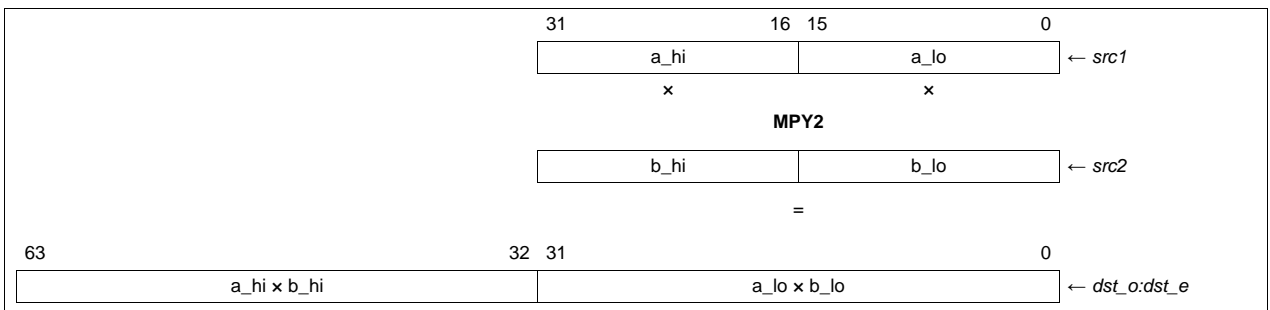 31 16 15 0
a_hi a_lo ← src1
× ×
MPY2
b_hi b_lo ← src2
=
63 32 31 0
a_hi × b_hi a_lo × b_lo ← dst_o:dst_e